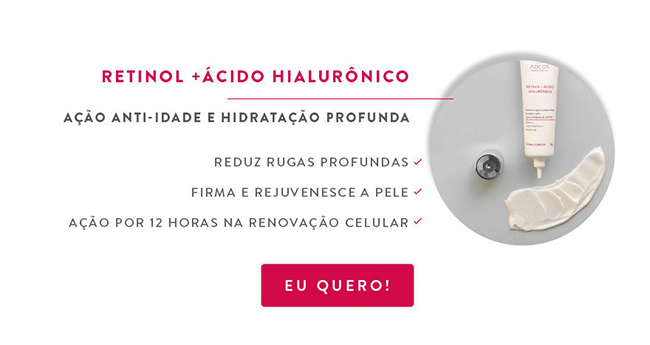 RETINOL +ÁCIDO HIALURÔNICO
AÇÃO ANTI-IDADE E HIDRATAÇÃO PROFUNDA
REDUZ RUGAS PROFUNDAS
FIRMA E REJUVENESCE A PELE
AÇÃO POR 12 HORAS NA RENOVAÇÃO CELULAR
EU QUERO!
ADCOS
RETINOL + ÁCIDO
HIALURÔNICO